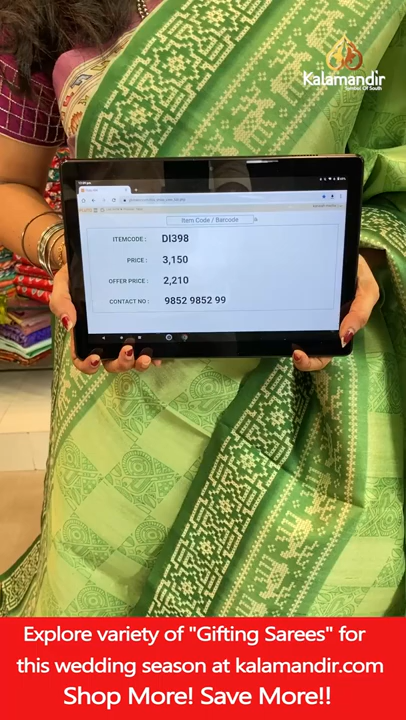 Kalamandir
Symbol Of South
Item Code / Barcode
ITEMCODE : DI398
PRICE : 3,150
OFFER PRICE : 2,210
CONTACT NO : 9852 9852 99
Explore variety of "Gifting Sarees" for
this wedding season at kalamandir.com
Shop More! Save More!!